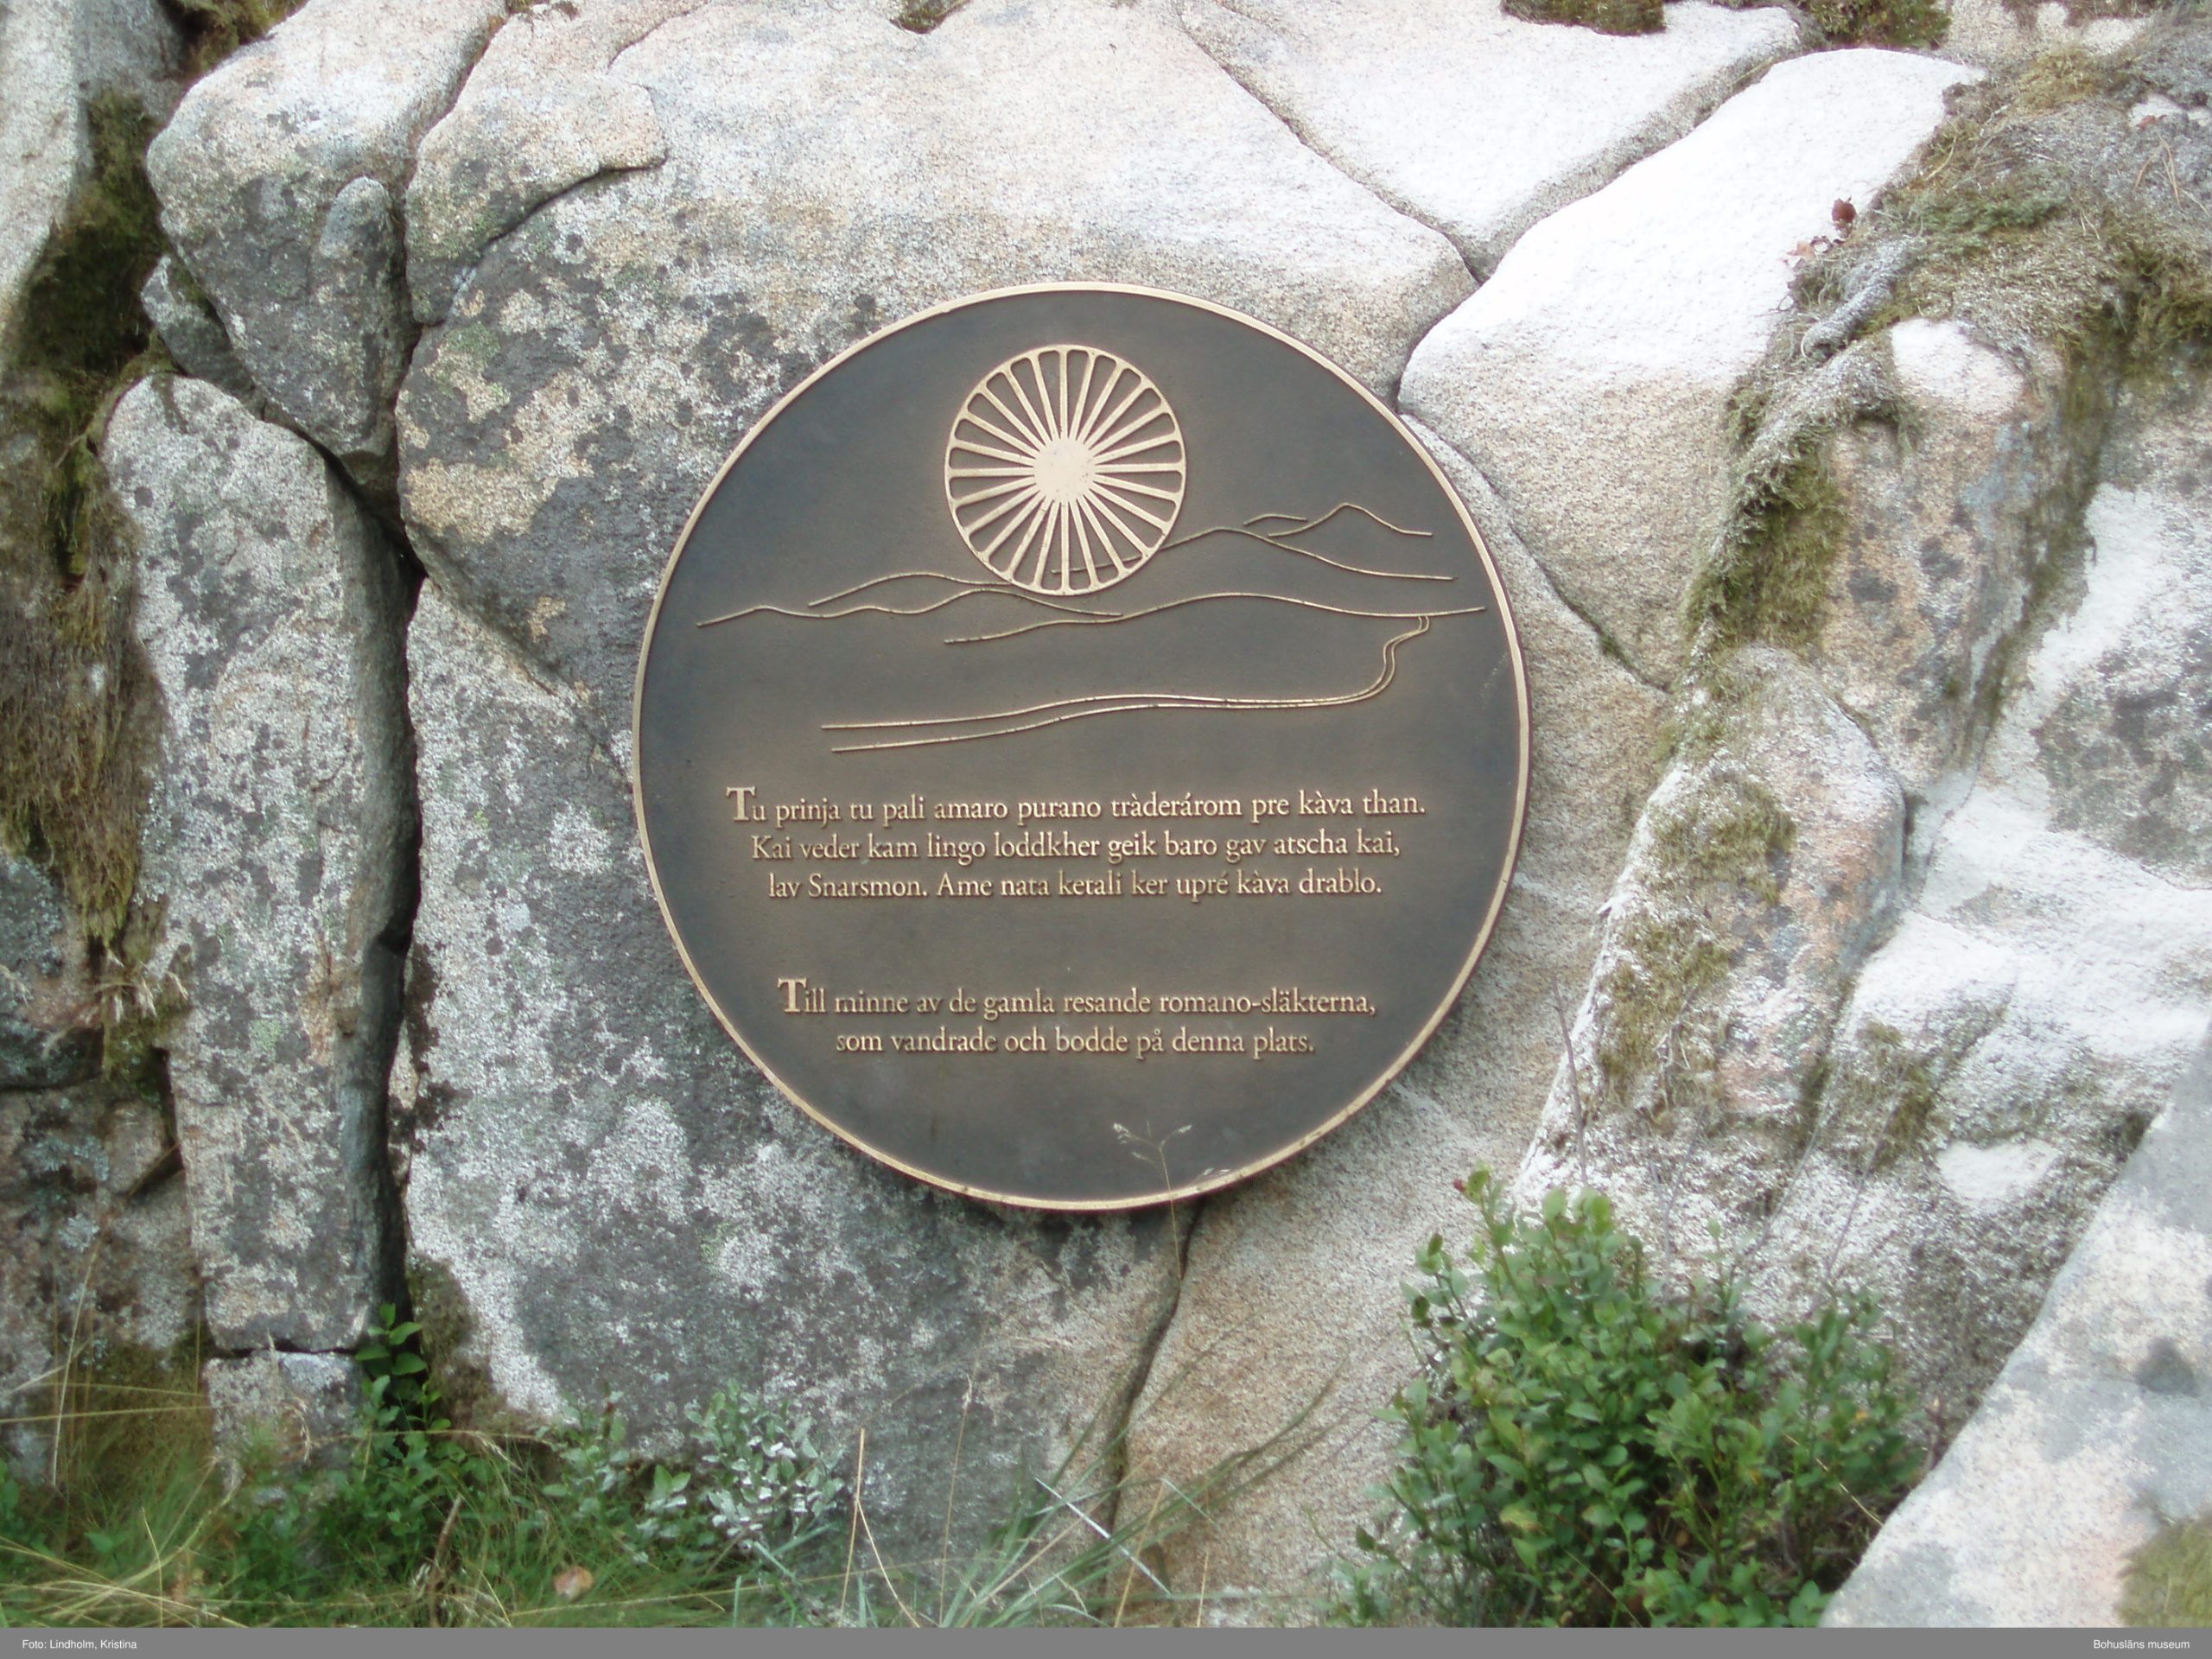 Tu prinja tu pali amaro purano tràderárom pre kàva than.
Kai veder kam lingo loddkher geik baro gav atscha kai,
lav Snarsmon. Ame nata ketali ker upré kàva drablo.
Till minne av de gamla resande romano-släkterna,
som vandrade och bodde på denna plats.
Foto: Lindholm, Kristina
Bohusläns museum